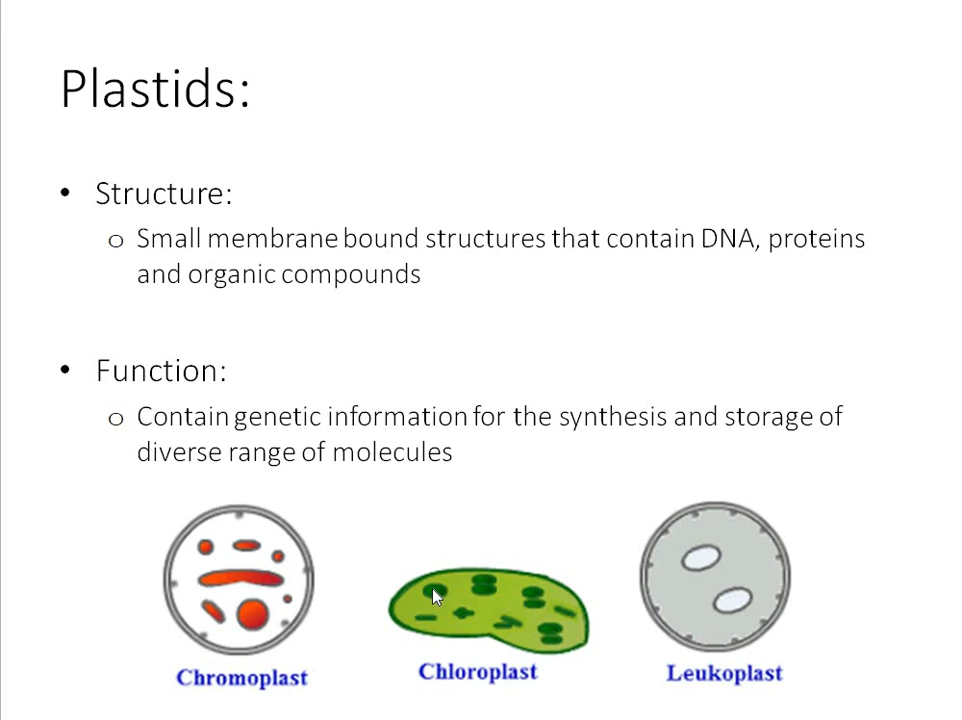 Plastids:
• Structure:
o Small membrane bound structures that contain DNA, proteins
and organic compounds
• Function:
o Contain genetic information for the synthesis and storage of
diverse range of molecules
Chromoplast
Chloroplast
Leukoplast